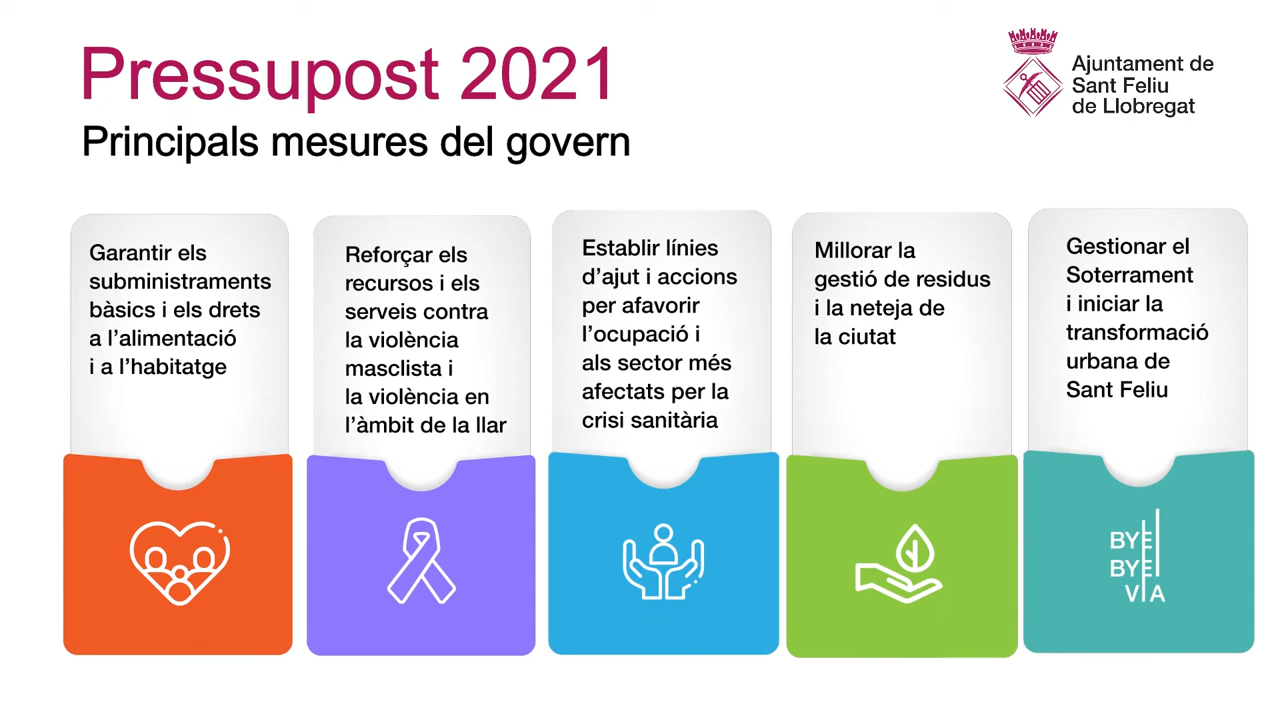 Pressupost 2021
Principals mesures del govern
Ajuntament de
Sant Feliu
de Llobregat
Garantir els
subministraments
bàsics i els drets
a l'alimentació
i a l'habitatge
Reforçar els
recursos i els
serveis contra
la violència
masclista i
la violència en
l'àmbit de la llar
Establir línies
d'ajut i accions
per afavorir
l'ocupació i
als sector més
afectats per la
crisi sanitària
Millorar la
gestió de residus
i la neteja de
la ciutat
Gestionar el
Soterrament
i iniciar la
transformació
urbana de
Sant Feliu
BYE
BYE
VIA